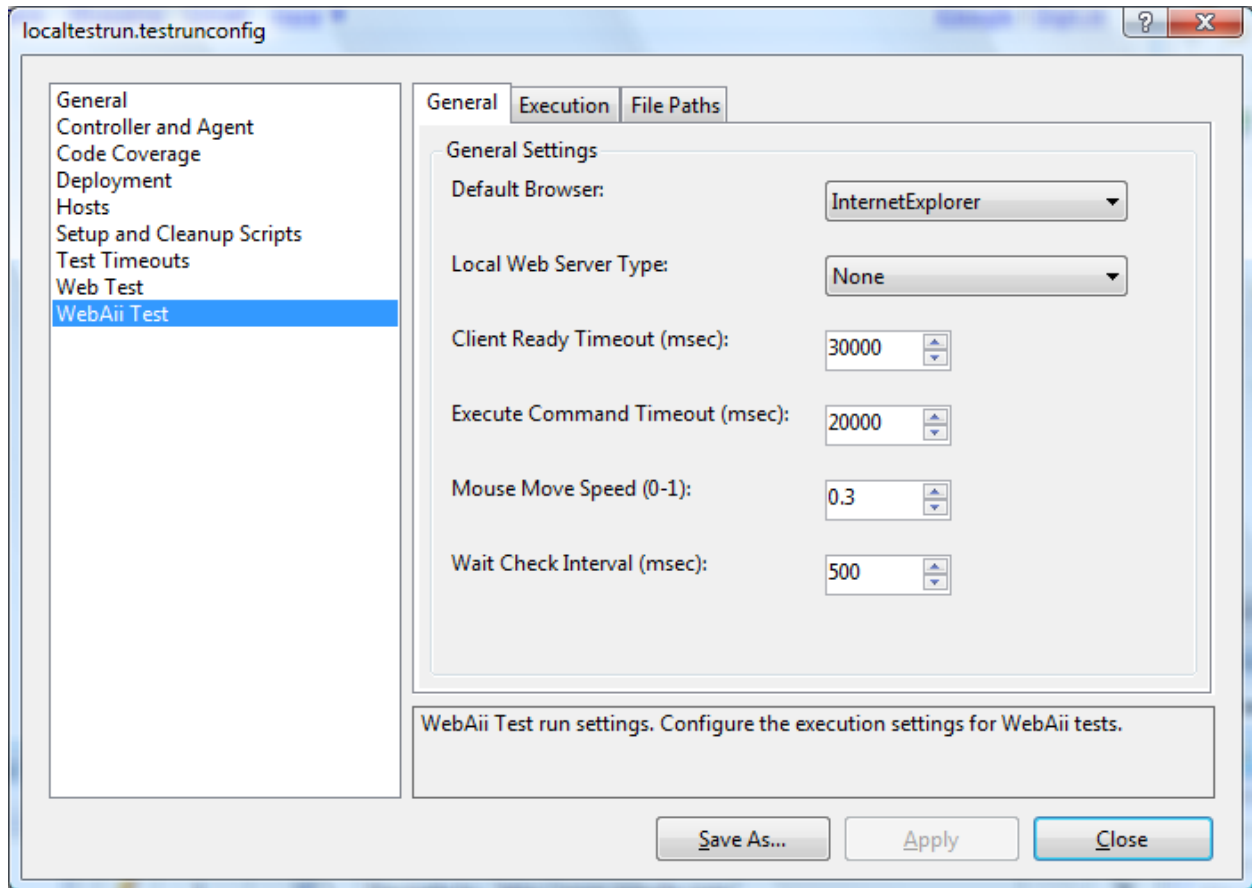 localtestrun.testrunconfig
General
Controller and Agent
Code Coverage
Deployment
Hosts
Setup and Cleanup Scripts
Test Timeouts
Web Test
WebAii Test
General Execution File Paths
General Settings
Default Browser: InternetExplorer
Local Web Server Type: None
Client Ready Timeout (msec): 30000
Execute Command Timeout (msec): 20000
Mouse Move Speed (0-1): 0.3
Wait Check Interval (msec): 500
WebAii Test run settings. Configure the execution settings for WebAii tests.
Save As... Apply Close